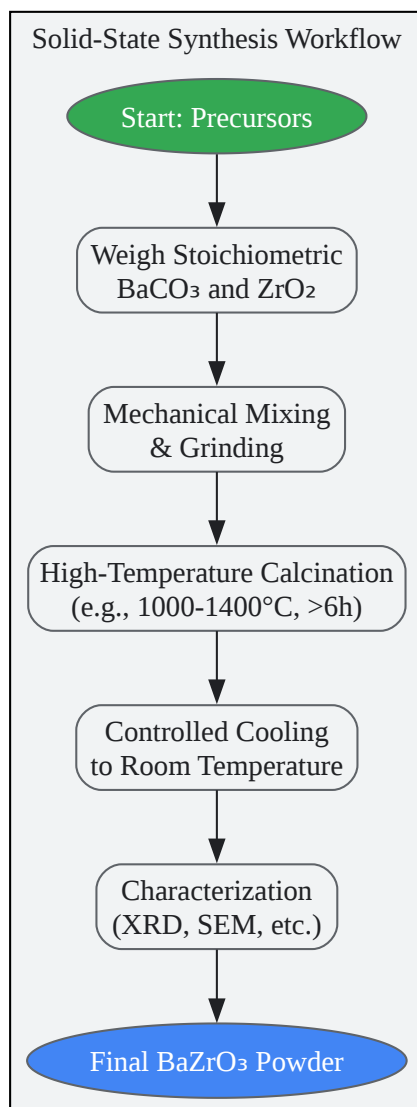 Solid-State Synthesis Workflow
Start: Precursors
Weigh Stoichiometric
BaCO₃ and ZrO₂
Mechanical Mixing
& Grinding
High-Temperature Calcination
(e.g., 1000-1400°C, >6h)
Controlled Cooling
to Room Temperature
Characterization
(XRD, SEM, etc.)
Final BaZrO₃ Powder